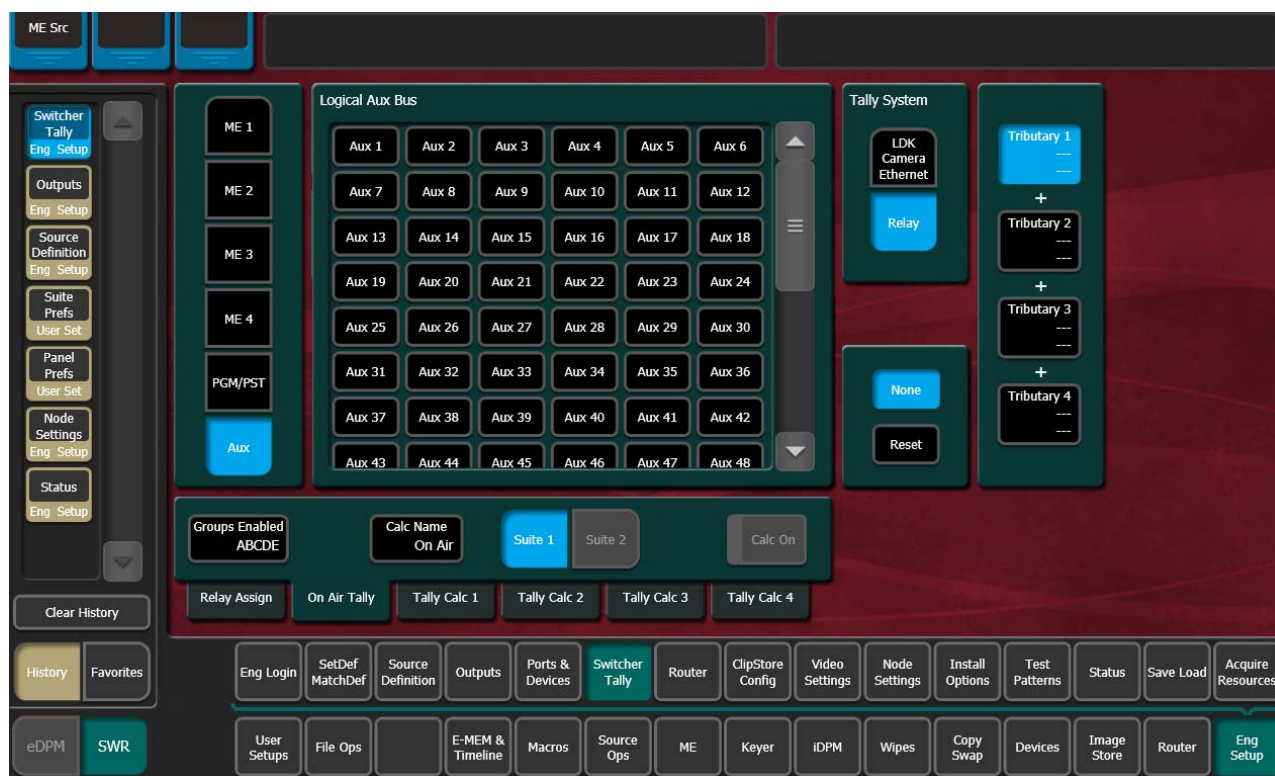 ME Src
Switcher
Tally
Eng Setup
Outputs
Eng Setup
Source
Definition
Eng Setup
Suite
Prefs
User Set
Panel
Prefs
User Set
Node
Settings
Eng Setup
Status
Eng Setup
Clear History
History
Favorites
eDPM
SWR
ME 1
ME 2
ME 3
ME 4
PGM/PST
Aux
Logical Aux Bus
Aux 1 Aux 2 Aux 3 Aux 4 Aux 5 Aux 6
Aux 7 Aux 8 Aux 9 Aux 10 Aux 11 Aux 12
Aux 13 Aux 14 Aux 15 Aux 16 Aux 17 Aux 18
Aux 19 Aux 20 Aux 21 Aux 22 Aux 23 Aux 24
Aux 25 Aux 26 Aux 27 Aux 28 Aux 29 Aux 30
Aux 31 Aux 32 Aux 33 Aux 34 Aux 35 Aux 36
Aux 37 Aux 38 Aux 39 Aux 40 Aux 41 Aux 42
Aux 43 Aux 44 Aux 45 Aux 46 Aux 47 Aux 48
Tally System
LDK
Camera
Ethernet
Relay
None
Reset
Tributary 1
---
---
+
Tributary 2
---
---
+
Tributary 3
---
---
+
Tributary 4
---
---
Groups Enabled
ABCDE
Calc Name
On Air
Suite 1
Suite 2
Calc On
Relay Assign
On Air Tally
Tally Calc 1
Tally Calc 2
Tally Calc 3
Tally Calc 4
Eng Login
SetDef
MatchDef
Source
Definition
Outputs
Ports &
Devices
Switcher
Tally
Router
ClipStore
Config
Video
Settings
Node
Settings
Install
Options
Test
Patterns
Status
Save Load
Acquire
Resources
User
Setups
File Ops
E-MEM &
Timeline
Macros
Source
Ops
ME
Keyer
iDPM
Wipes
Copy
Swap
Devices
Image
Store
Router
Eng
Setup